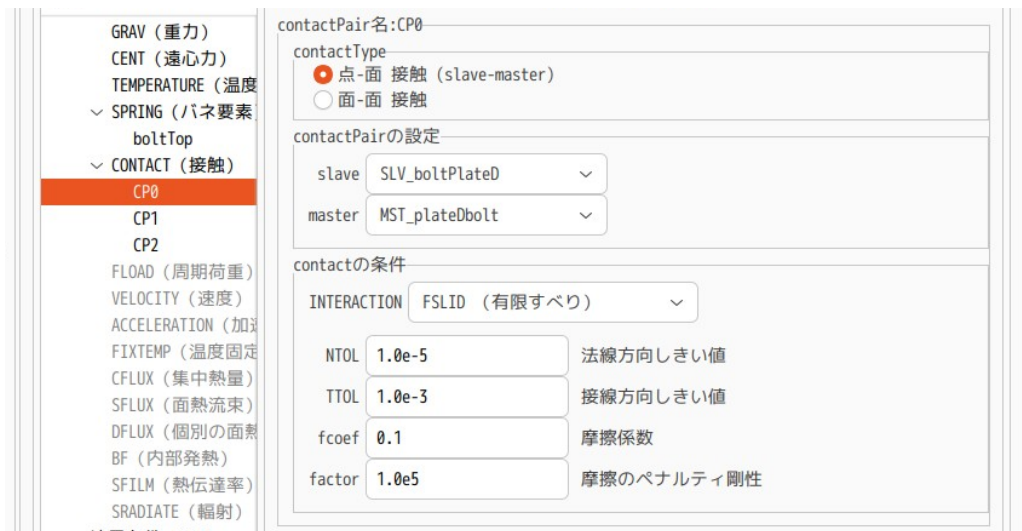 GRAV (重力)
CENT (遠心力)
TEMPERATURE (温度
SPRING (バネ要素
boltTop
CONTACT (接触)
CP0
CP1
CP2
FLOAD (周期荷重)
VELOCITY (速度)
ACCELERATION (加速
FIXTEMP (温度固定
CFLUX (集中熱量)
SFLUX (面熱流束)
DFLUX (個別の面熱
BF (内部発熱)
SFILM (熱伝達率)
SRADIATE (輻射)
contactPair名:CP0
contactType
点-面 接触 (slave-master)
面-面 接触
contactPairの設定
slave SLV_boltPlateD
master MST_plateDbolt
contactの条件
INTERACTION FSLID (有限すべり)
NTOL 1.0e-5 法線方向しきい値
TTOL 1.0e-3 接線方向しきい値
fcoef 0.1 摩擦係数
factor 1.0e5 摩擦のペナルティ剛性